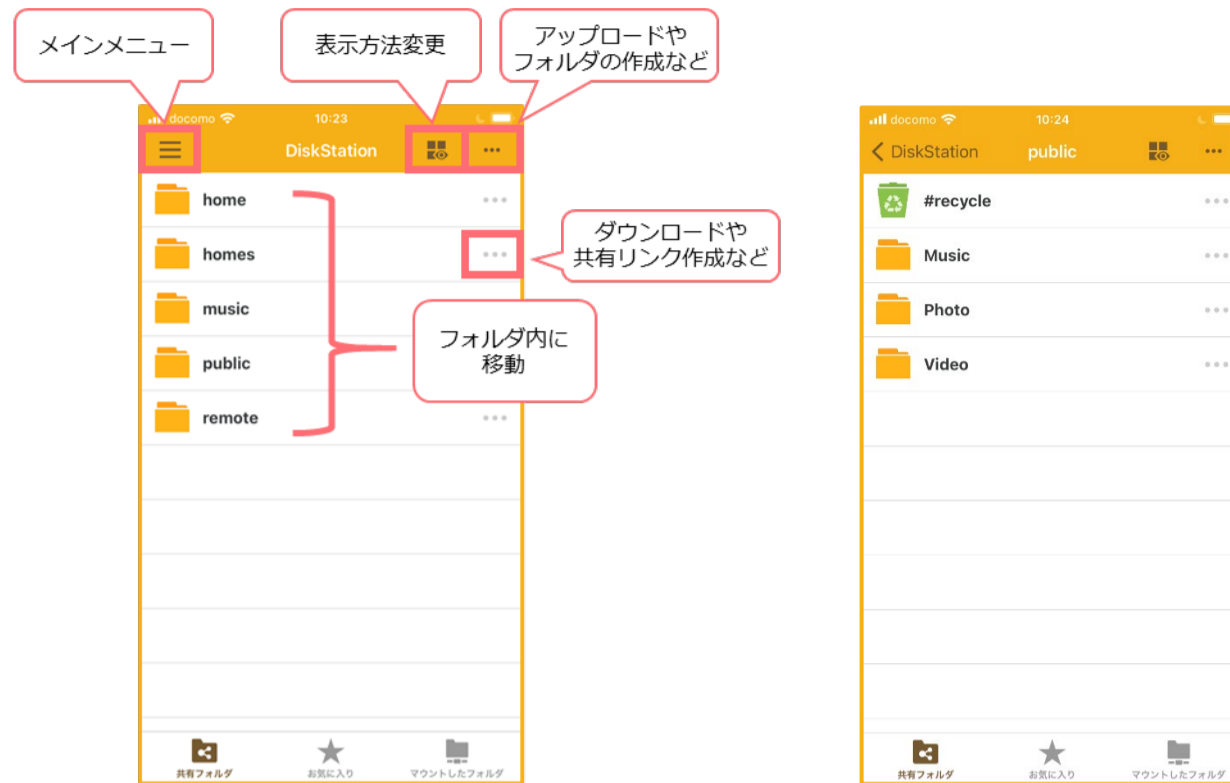 メインメニュー
表示方法変更
アップロードや
フォルダの作成など
docomo 10:23
DiskStation
home
homes
ダウンロードや
共有リンク作成など
music
フォルダ内に
移動
public
remote
共有フォルダ お気に入り マウントしたフォルダ
docomo 10:24
DiskStation public
#recycle
Music
Photo
Video
共有フォルダ お気に入り マウントしたフォルダ